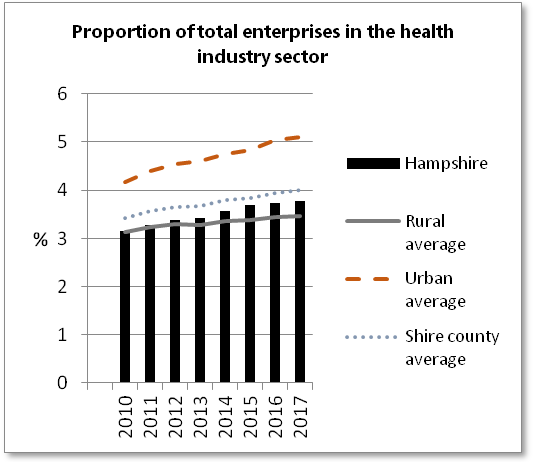 Proportion of total enterprises in the health
industry sector
6
5
4
3
2
1
0
%
2010
2011
2012
2013
2014
2015
2016
2017
Hampshire
Rural
average
Urban
average
Shire county
average